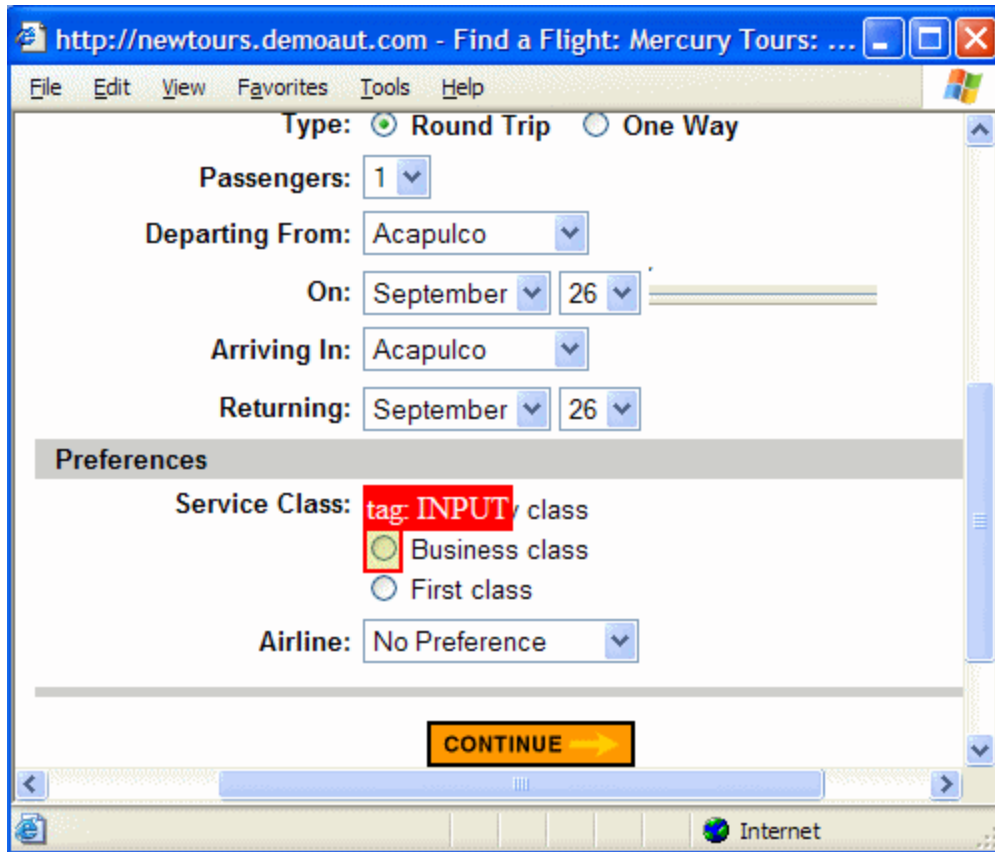 http://newtours.demoaut.com - Find a Flight: Mercury Tours: ...
File Edit View Favorites Tools Help
Type: Round Trip One Way
Passengers: 1
Departing From: Acapulco
On: September 26
Arriving In: Acapulco
Returning: September 26
Preferences
Service Class: tag: INPUT y class
Business class
First class
Airline: No Preference
CONTINUE
Internet